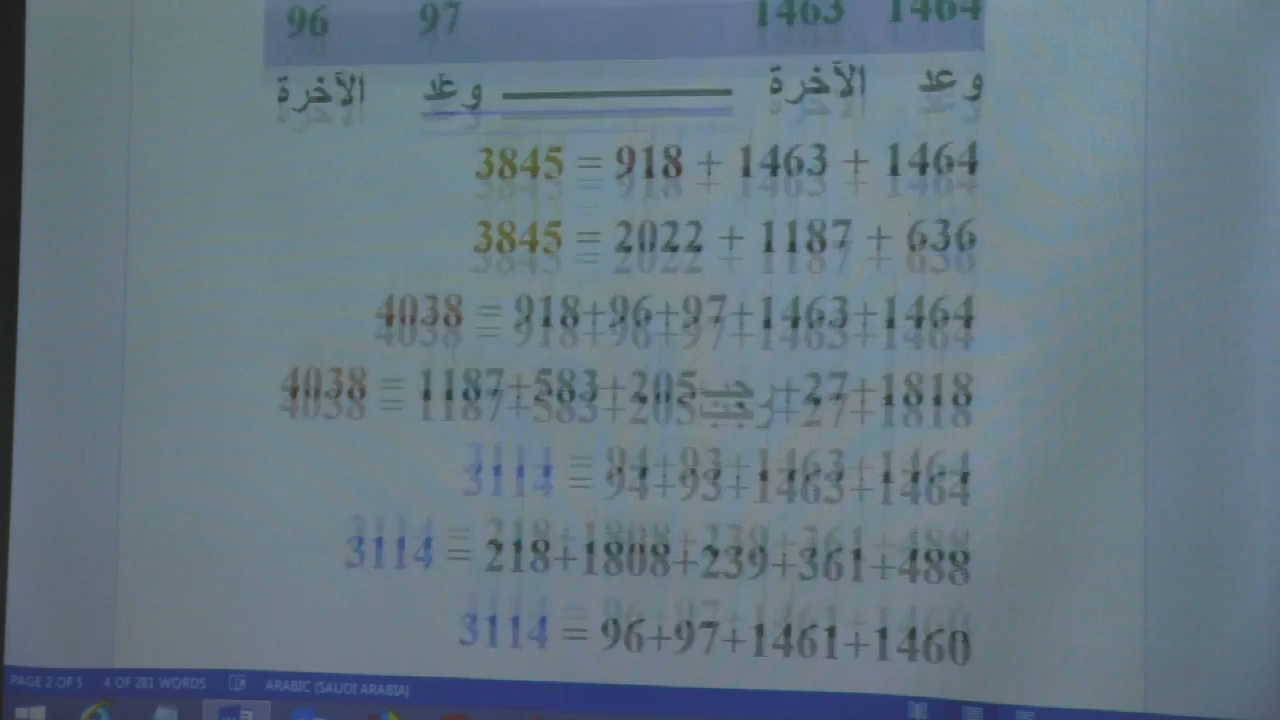 1464 1463 97 96
وعد الآخرة وعد الآخرة
3845 = 918 + 1463 + 1464
3845 = 2022 + 1187 + 636
4038 = 918+96+97+1463+1464
4038 = 1187+583+205 +27+1818
3114 = 94+93+1463+1464
3114 = 218+1808+239+361+488
3114 = 96+97+1461+1460
PAGE 2 OF 5 4 OF 281 WORDS ARABIC (SAUDI ARABIA)